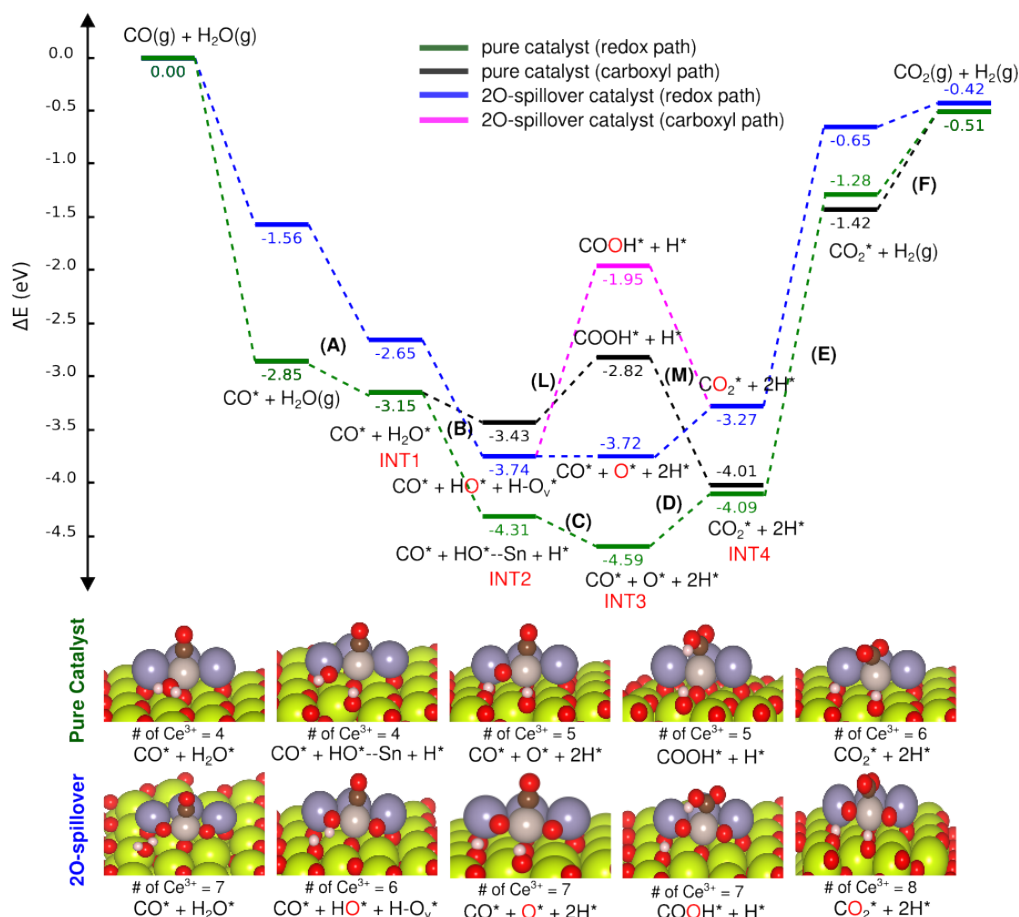 CO(g) + H₂O(g)
0.00
pure catalyst (redox path)
pure catalyst (carboxyl path)
2O-spillover catalyst (redox path)
2O-spillover catalyst (carboxyl path)
CO₂(g) + H₂(g)
-0.42
-0.51
-0.65
-1.28
(F)
-1.42
CO₂* + H₂(g)
0.0
-0.5
-1.0
-1.5
-2.0
-2.5
-3.0
-3.5
-4.0
-4.5
ΔE (eV)
-1.56
COOH* + H*
-1.95
(A)
-2.65
COOH* + H*
-2.82
(E)
-2.85
CO* + H₂O(g)
(L)
(M)
CO₂* + 2H*
-3.15
-3.27
CO* + H₂O*
INT1
(B)
-3.43
-3.72
-3.74
CO* + O* + 2H*
CO* + HO* + H-Oᵥ*
-4.01
-4.09
(D)
(C)
-4.31
CO₂* + 2H*
INT4
CO* + HO*--Sn + H*
INT2
-4.59
CO* + O* + 2H*
INT3
Pure Catalyst
# of Ce³⁺ = 4
CO* + H₂O*
# of Ce³⁺ = 4
CO* + HO*--Sn + H*
# of Ce³⁺ = 5
CO* + O* + 2H*
# of Ce³⁺ = 5
COOH* + H*
# of Ce³⁺ = 6
CO₂* + 2H*
2O-spillover
# of Ce³⁺ = 7
CO* + H₂O*
# of Ce³⁺ = 6
CO* + HO* + H-Oᵥ*
# of Ce³⁺ = 7
CO* + O* + 2H*
# of Ce³⁺ = 7
COOH* + H*
# of Ce³⁺ = 8
CO₂* + 2H*